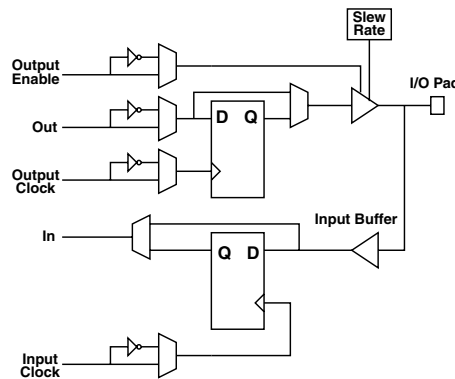 Slew
Rate
Output
Enable
I/O Pad
Out
D Q
Output
Clock
Input Buffer
In
Q D
Input
Clock